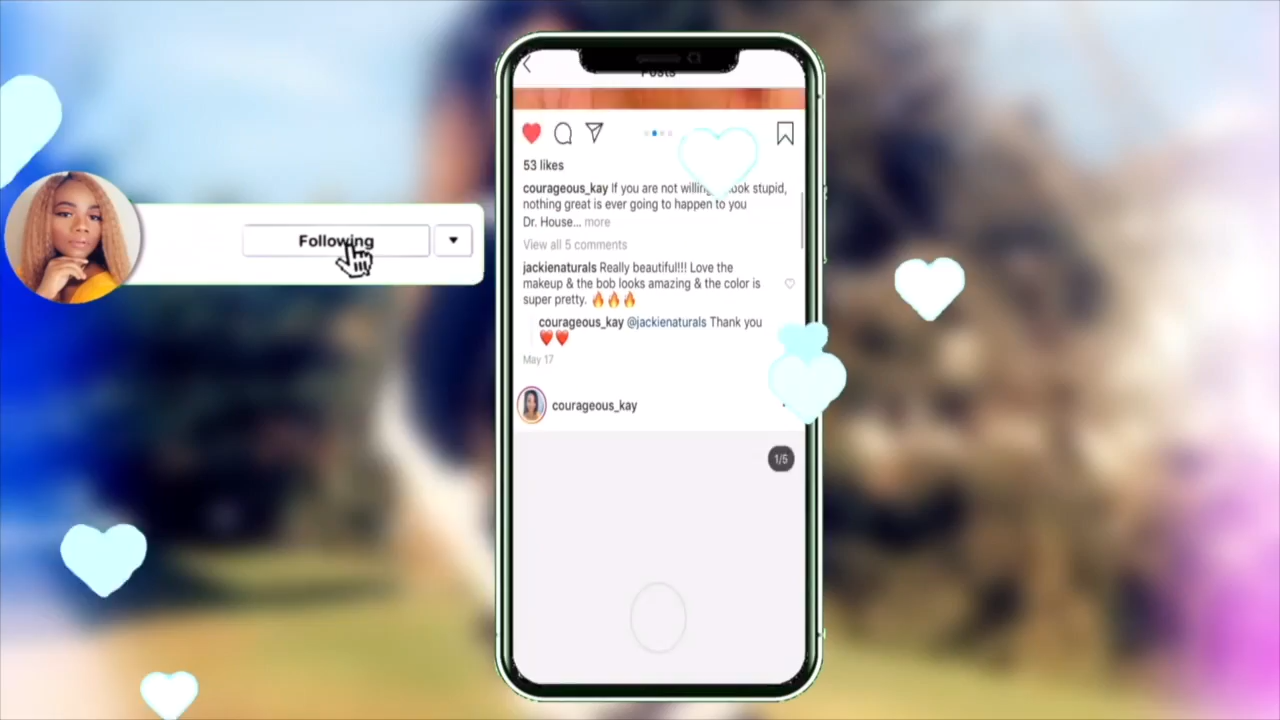 Posts
53 likes
courageous_kay If you are not willing look stupid,
nothing great is ever going to happen to you
Dr. House... more
View all 5 comments
jackienaturals Really beautiful!!! Love the
makeup & the bob looks amazing & the color is
super pretty. 🔥🔥🔥
courageous_kay @jackienaturals Thank you
❤️❤️
May 17
courageous_kay
1/5
Following